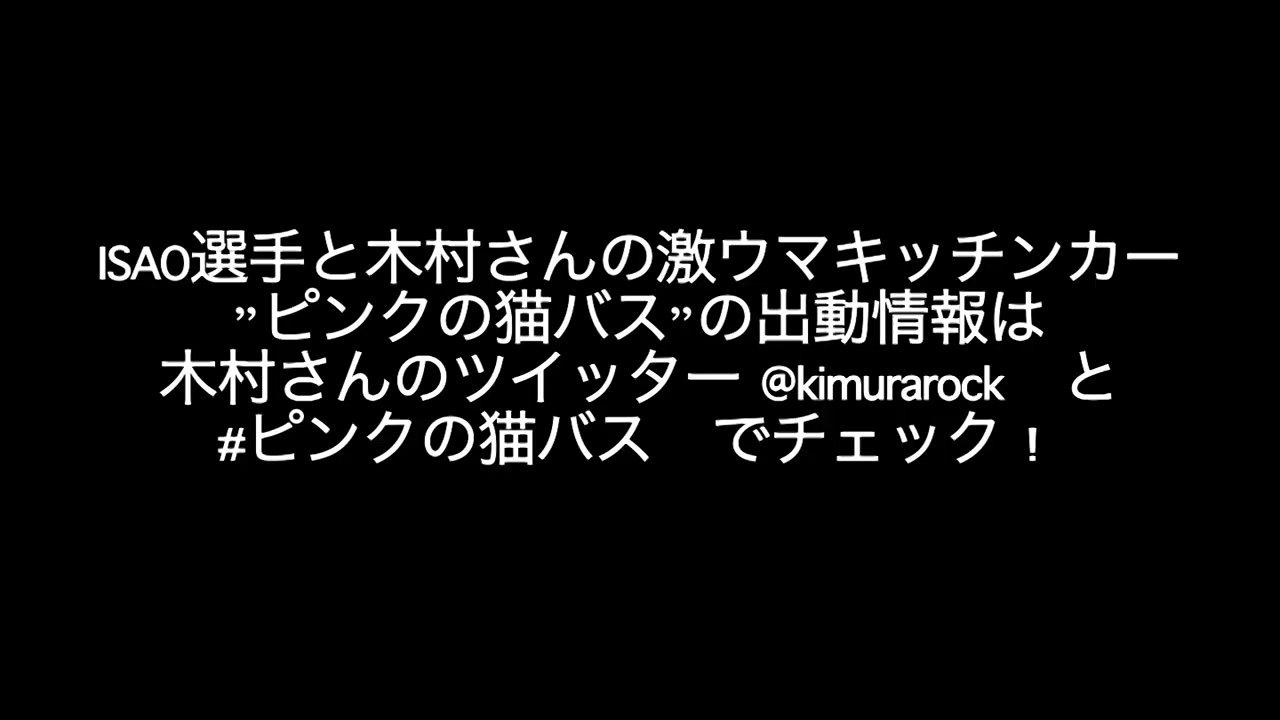 ISAO選手と木村さんの激ウマキッチンカー
”ピンクの猫バス”の出動情報は
木村さんのツイッター @kimurarock　と
#ピンクの猫バス　でチェック！